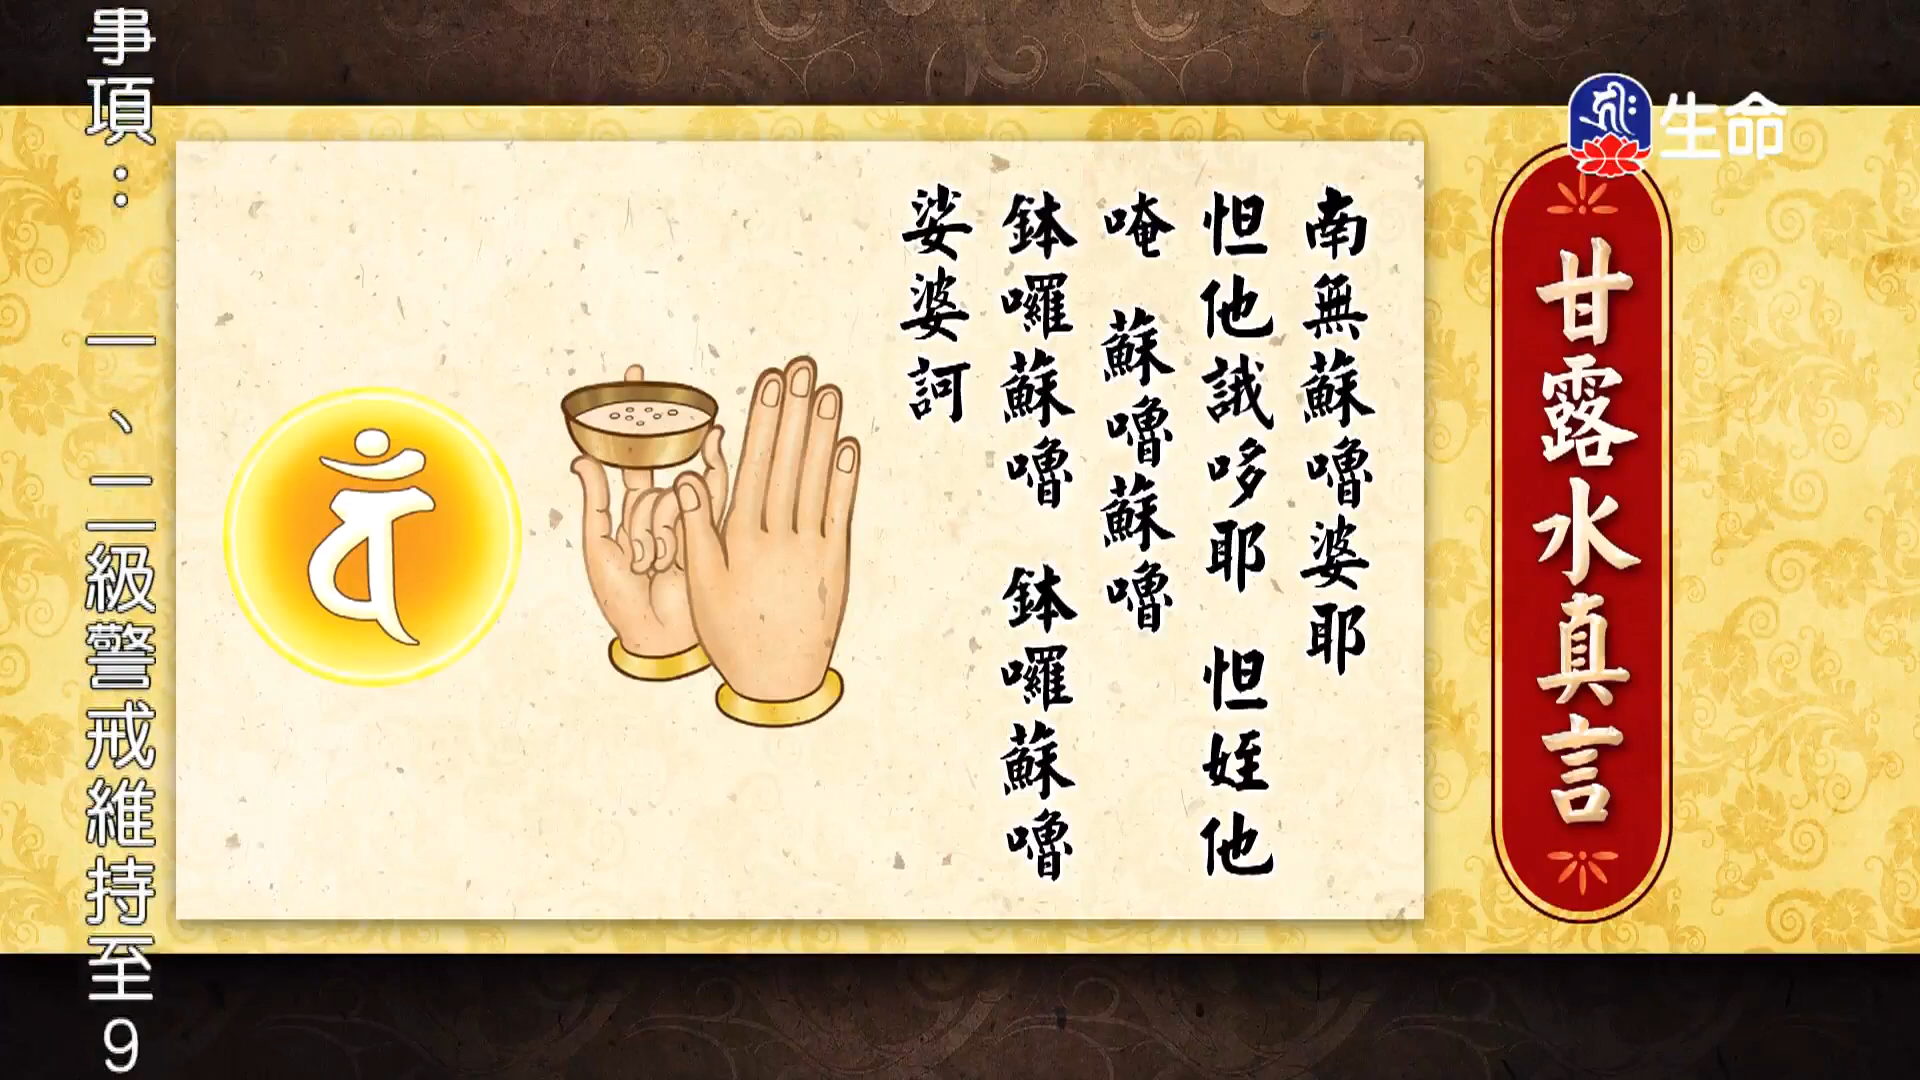 生命
甘露水真言
南無蘇嚕婆耶
怛他誐哆耶 怛姪他
唵 蘇嚕蘇嚕
鉢囉蘇嚕 鉢囉蘇嚕
娑婆訶
事項： 一、二級警戒維持至9